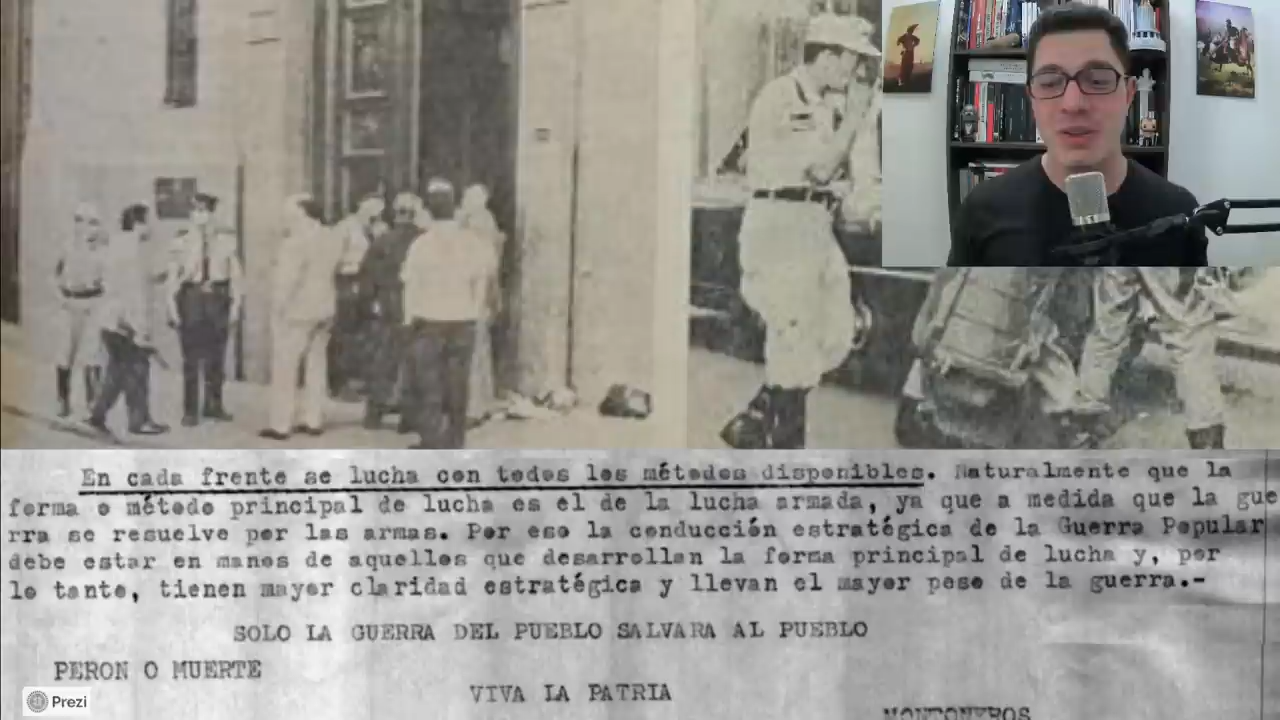 En cada frente se lucha con todos los métodos disponibles. Naturalmente que la
forma o método principal de lucha es el de la lucha armada, ya que a medida que la gue
rra se resuelve por las armas. Por eso la conducción estratégica de la Guerra Popular
debe estar en manos de aquellos que desarrollan la forma principal de lucha y, por
lo tanto, tienen mayor claridad estratégica y llevan el mayor peso de la guerra.-
SOLO LA GUERRA DEL PUEBLO SALVARA AL PUEBLO
PERON O MUERTE
VIVA LA PATRIA
MONTONEROS
Prezi